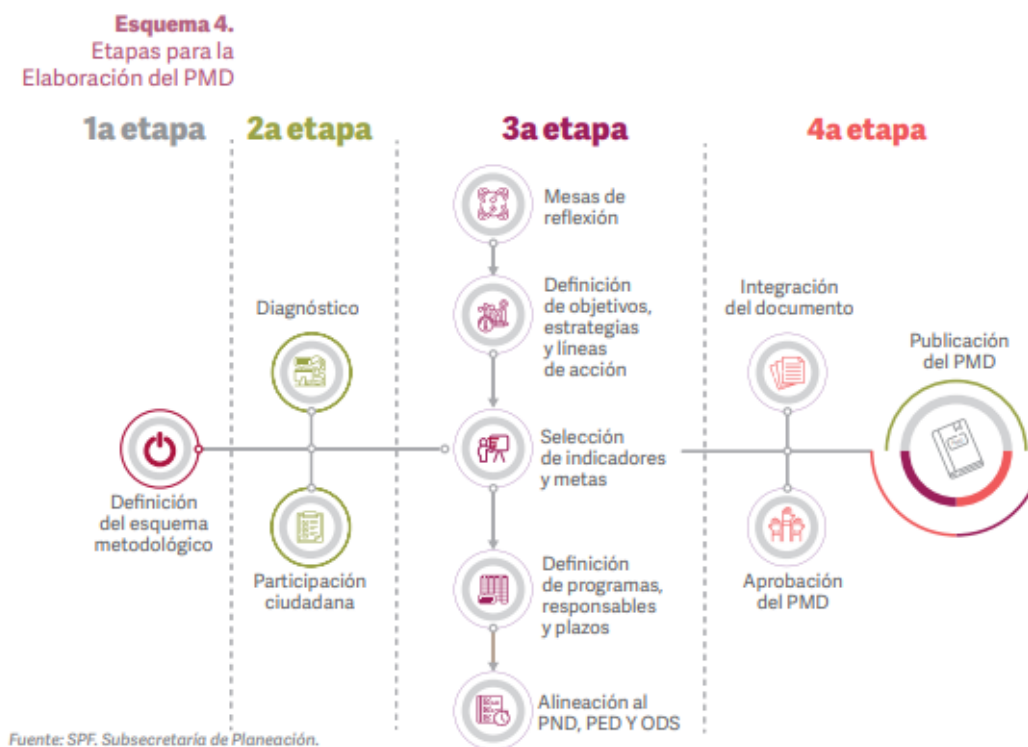 Esquema 4.
Etapas para la
Elaboración del PMD
1a etapa
2a etapa
3a etapa
4a etapa
Definición
del esquema
metodológico
Diagnóstico
Participación
ciudadana
Mesas de
reflexión
Definición
de objetivos,
estrategias
y líneas
de acción
Selección
de indicadores
y metas
Definición
de programas,
responsables
y plazos
Alineación al
PND, PED Y ODS
Integración
del documento
Aprobación
del PMD
Publicación
del PMD
Fuente: SPF. Subsecretaría de Planeación.